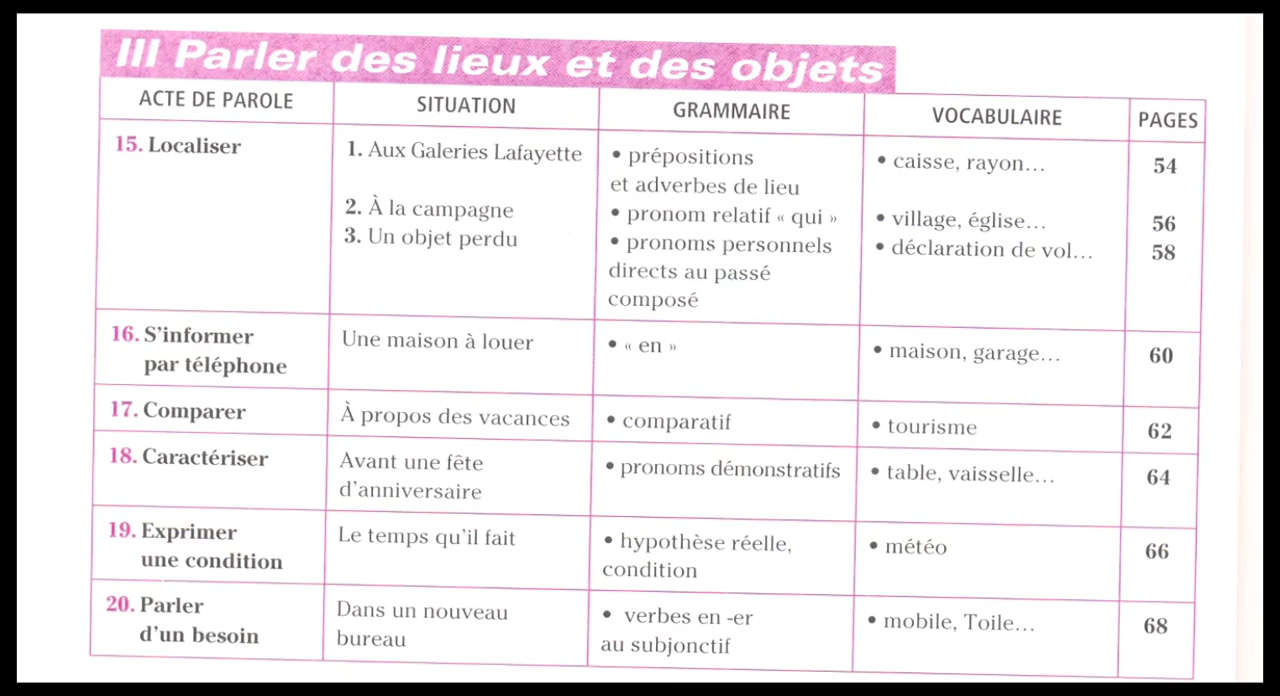 III Parler des lieux et des objets
ACTE DE PAROLE SITUATION GRAMMAIRE VOCABULAIRE PAGES
15. Localiser 1. Aux Galeries Lafayette • prépositions • caisse, rayon... 54
et adverbes de lieu
2. À la campagne • pronom relatif « qui » • village, église... 56
3. Un objet perdu • pronoms personnels • déclaration de vol... 58
directs au passé
composé
16. S'informer Une maison à louer • « en » • maison, garage... 60
par téléphone
17. Comparer À propos des vacances • comparatif • tourisme 62
18. Caractériser Avant une fête • pronoms démonstratifs • table, vaisselle... 64
d'anniversaire
19. Exprimer Le temps qu'il fait • hypothèse réelle, • météo 66
une condition condition
20. Parler Dans un nouveau • verbes en -er • mobile, Toile... 68
d'un besoin bureau au subjonctif